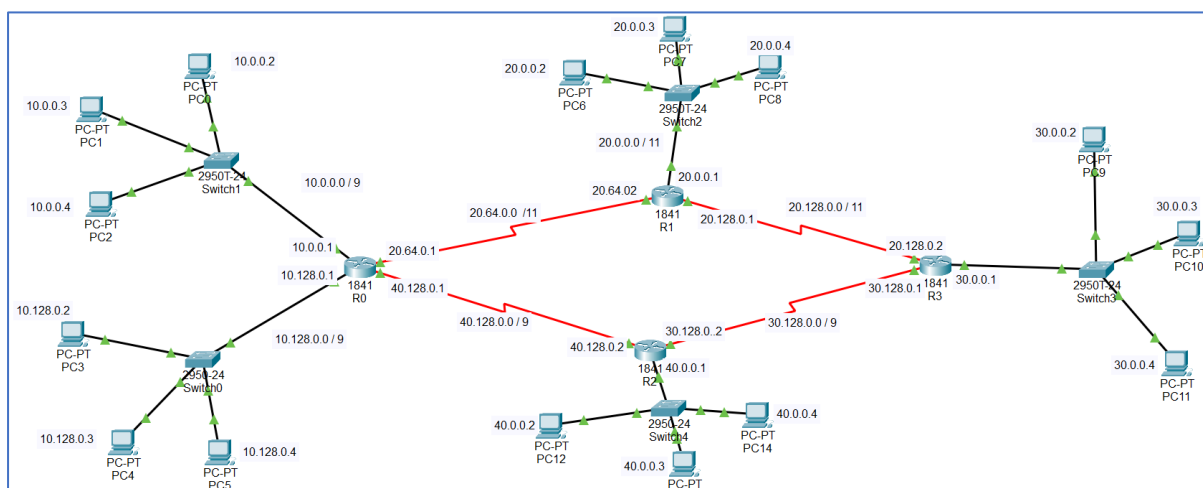 10.0.0.2
PC-PT
PC0
10.0.0.3
PC-PT
PC1
10.0.0.4
PC-PT
PC2
2950T-24
Switch1
10.0.0.0 / 9
10.0.0.1
10.128.0.1
1841
R0
20.64.0.1
40.128.0.1
10.128.0.0 / 9
10.128.0.2
PC-PT
PC3
2950-24
Switch0
10.128.0.3
PC-PT
PC4
10.128.0.4
PC-PT
PC5
20.0.0.3
PC-PT
PC7
20.0.0.2
PC-PT
PC6
20.0.0.4
PC-PT
PC8
2950T-24
Switch2
20.0.0.0 / 11
20.0.0.1
20.64.02
1841
R1
20.128.0.1
20.64.0.0 /11
20.128.0.0 / 11
20.128.0.2
30.128.0.1
1841
R3
30.0.0.1
30.0.0.2
PC-PT
PC9
30.0.0.3
PC-PT
PC10
2950T-24
Switch3
30.0.0.4
PC-PT
PC11
40.128.0.0 / 9
30.128.0.0 / 9
40.128.0.2
30.128.0..2
1841
R2
40.0.0.1
2950-24
Switch4
40.0.0.2
PC-PT
PC12
40.0.0.3
PC-PT
40.0.0.4
PC-PT
PC14